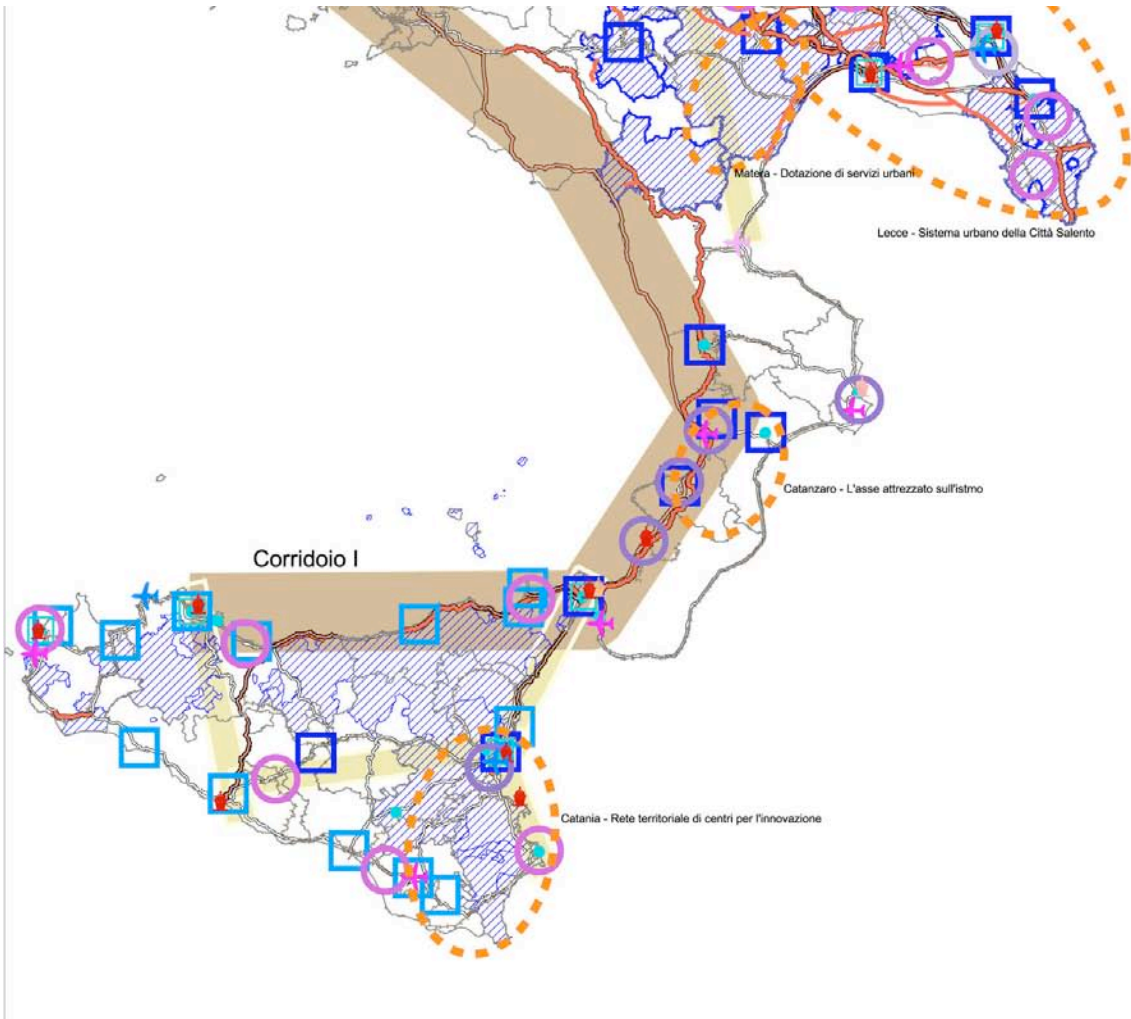 Matera - Dotazione di servizi urbani
Lecce - Sistema urbano della Città Salento
Catanzaro - L'asse attrezzato sull'istmo
Corridoio I
Catania - Rete territoriale di centri per l'innovazione